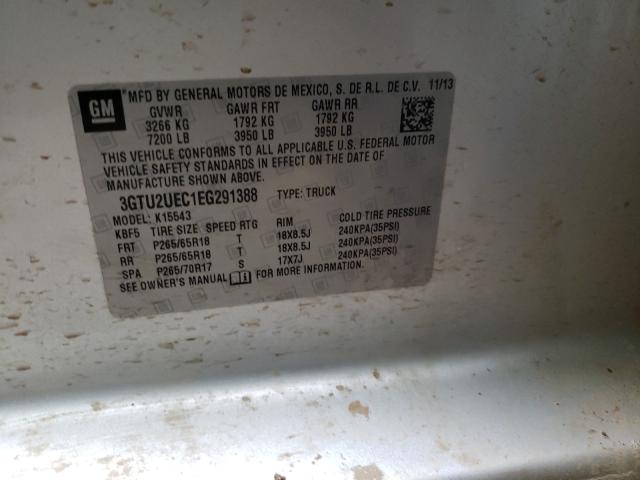 GM
*MFD BY GENERAL MOTORS DE MEXICO, S. DE R.L. DE C.V. 11/13
GVWR GAWR FRT GAWR RR
3266 KG 1792 KG 1792 KG
7200 LB 3950 LB 3950 LB
THIS VEHICLE CONFORMS TO ALL APPLICABLE U.S. FEDERAL MOTOR
VEHICLE SAFETY STANDARDS IN EFFECT ON THE DATE OF
MANUFACTURE SHOWN ABOVE.
3GTU2UEC1EG291388 TYPE: TRUCK
MODEL: K15543
KBF5 TIRE SIZE SPEED RTG RIM COLD TIRE PRESSURE
FRT P265/65R18 T 18X8.5J 240KPA(35PSI)
RR P265/65R18 T 18X8.5J 240KPA(35PSI)
SPA P265/70R17 S 17X7J 240KPA(35PSI)
SEE OWNER'S MANUAL FOR MORE INFORMATION.